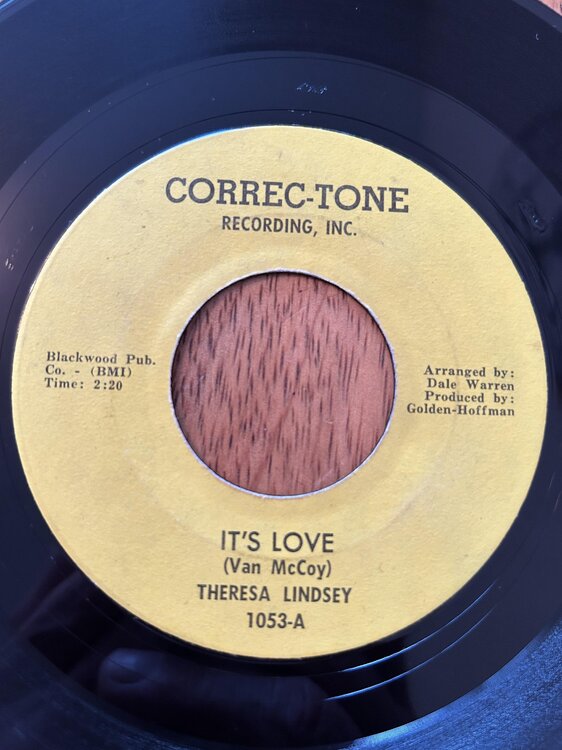 CORREC-TONE
RECORDING, INC.
Blackwood Pub.
Co. - (BMI)
Time: 2:20
Arranged by:
Dale Warren
Produced by:
Golden-Hoffman
IT'S LOVE
(Van McCoy)
THERESA LINDSEY
1053-A